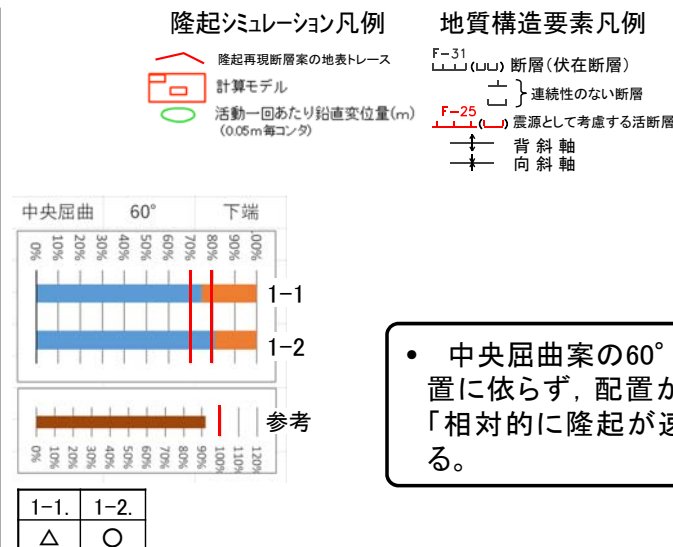 隆起シミュレーション凡例
隆起再現断層案の地表トレース
計算モデル
活動一回あたり鉛直変位量(m)
(0.05m毎コンタ)
地質構造要素凡例
F-31
断層(伏在断層)
連続性のない断層
F-25
震源として考慮する活断層
背斜軸
向斜軸
中央屈曲 60° 下端
0% 10% 20% 30% 40% 50% 60% 70% 80% 90% 100%
1-1
1-2
参考
0% 10% 20% 30% 40% 50% 60% 70% 80% 90% 100% 110% 120%
1-1. 1-2.
△ ○
• 中央屈曲案の60°
置に依らず，配置が
「相対的に隆起が速
る。